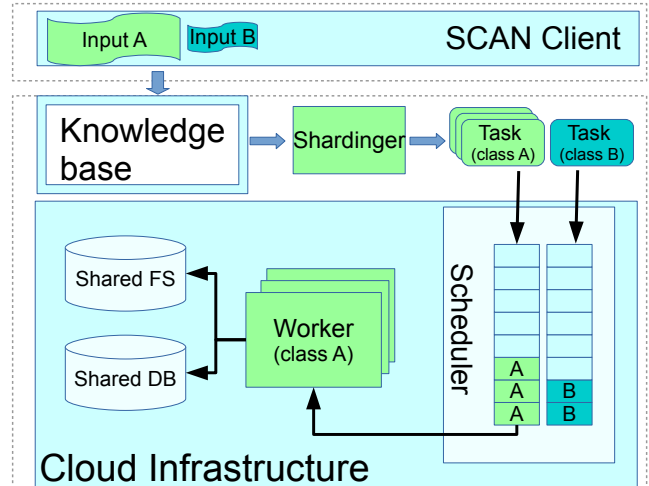 Input A
Input B
SCAN Client
Knowledge
base
Shardinger
Task
(class A)
Task
(class B)
Shared FS
Shared DB
Worker
(class A)
Scheduler
A
A
B
A
B
Cloud Infrastructure